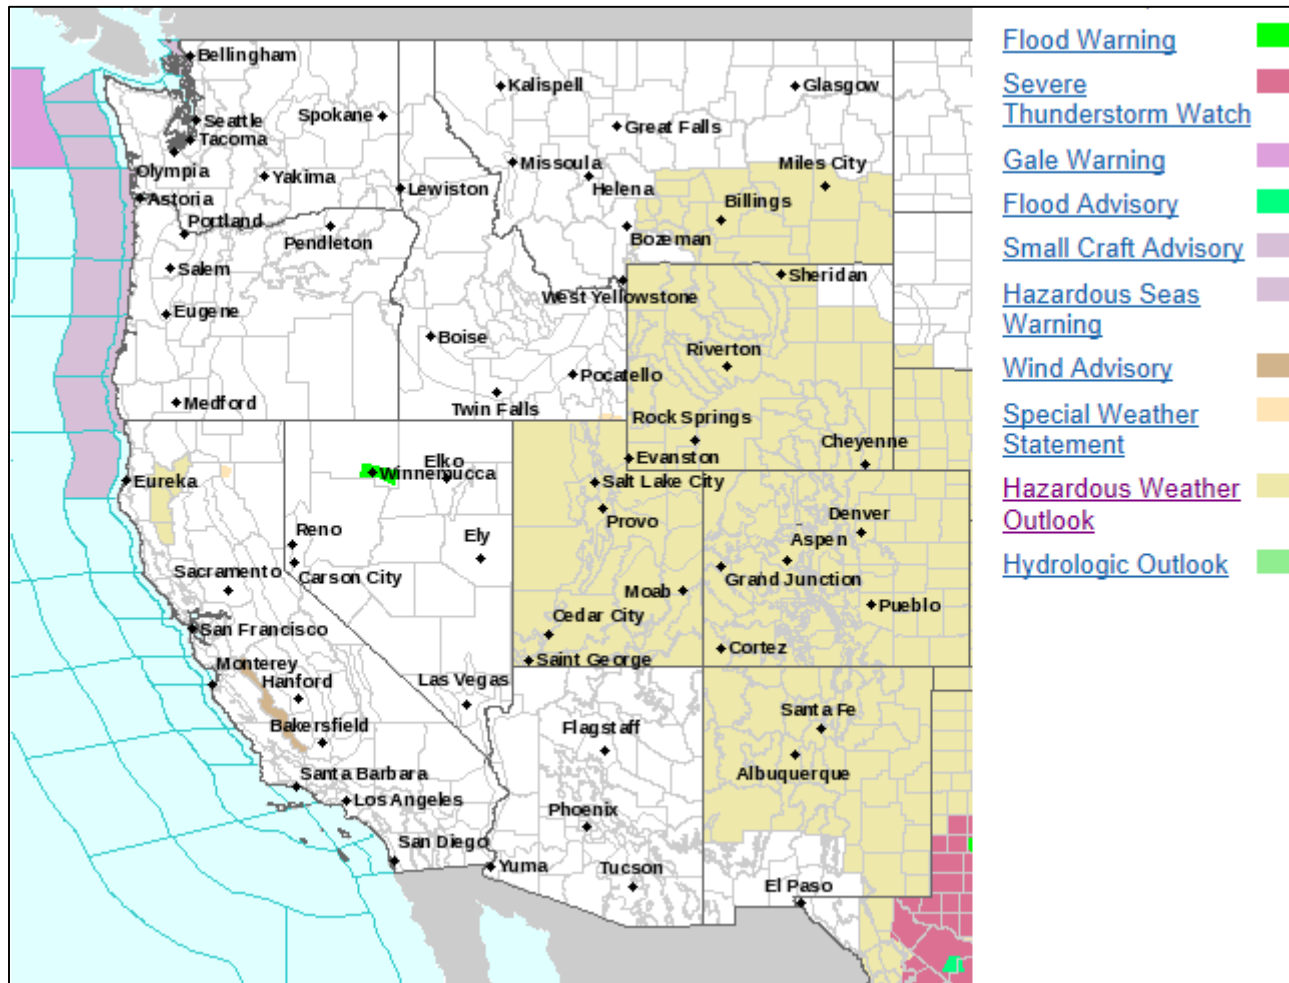 Bellingham
Kalispell
Glasgow
Seattle
Spokane
Great Falls
Tacoma
Olympia
Missoula
Miles City
Yakima
Helena
Lewiston
Astoria
Billings
Portland
Pendleton
Bozeman
Salem
Sheridan
West Yellowstone
Eugene
Boise
Riverton
Pocatello
Medford
Twin Falls
Rock Springs
Cheyenne
Evanston
Elko
Winnemucca
Eureka
Salt Lake City
Provo
Denver
Reno
Ely
Aspen
Sacramento
Carson City
Grand Junction
Moab
Pueblo
Cedar City
San Francisco
Cortez
Saint George
Monterey
Hanford
Las Vegas
Santa Fe
Bakersfield
Flagstaff
Albuquerque
Santa Barbara
Los Angeles
Phoenix
San Diego
Yuma
Tucson
El Paso
Flood Warning
Severe
Thunderstorm Watch
Gale Warning
Flood Advisory
Small Craft Advisory
Hazardous Seas
Warning
Wind Advisory
Special Weather
Statement
Hazardous Weather
Outlook
Hydrologic Outlook